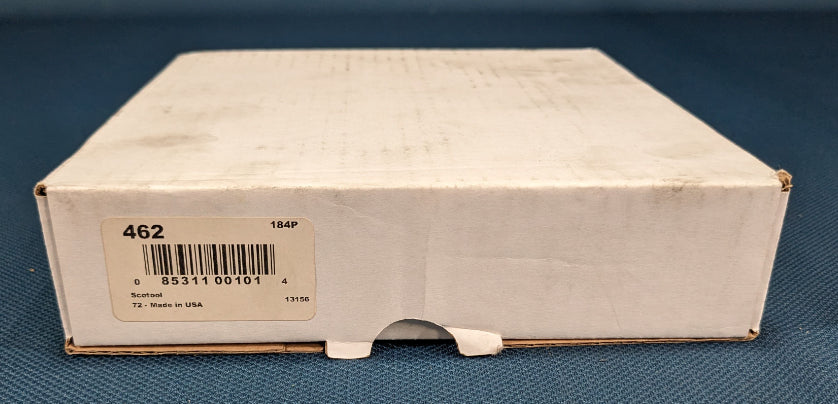 462 184P
0 85311 00101 4
Scotool 13156
72 - Made in USA